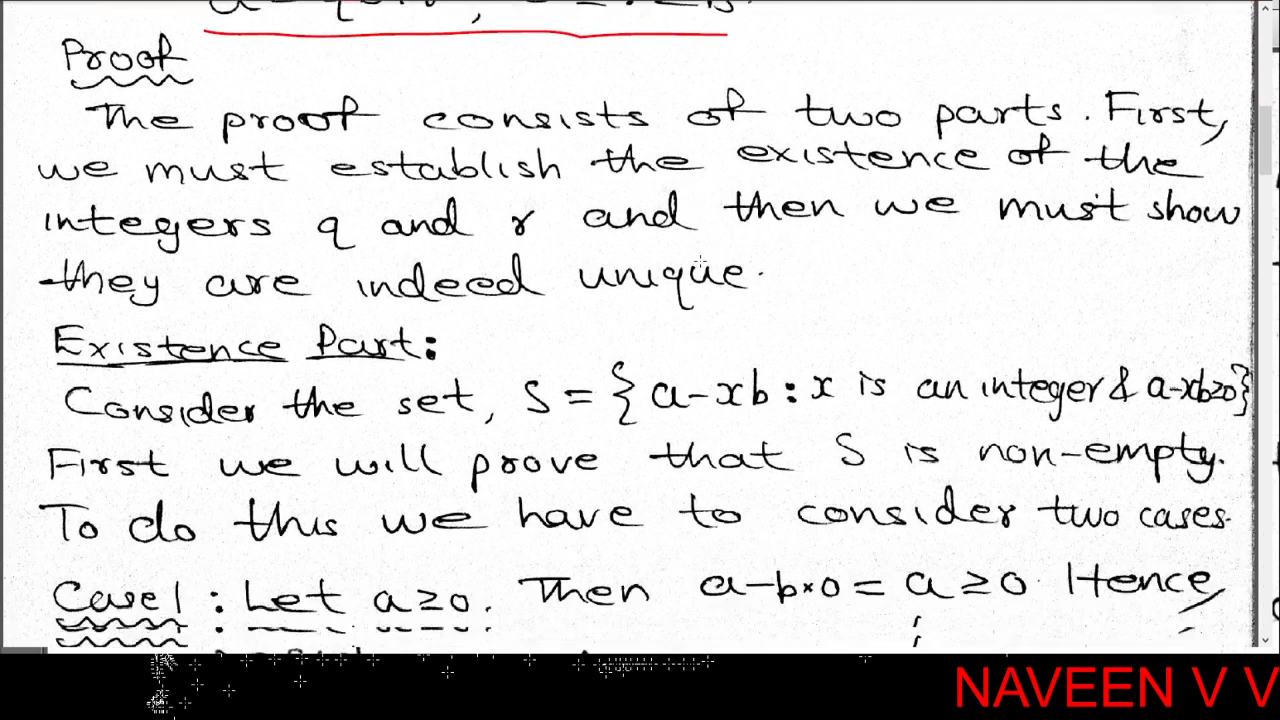 Proof
The proof consists of two parts. First,
we must establish the existence of the
integers q and r and then we must show
they are indeed unique.
Existence Part:
Consider the set, S = { a - xb : x is an integer & a-xb≥0}
First we will prove that S is non-empty.
To do this we have to consider two cases.
Case 1 : Let a ≥ 0. Then a - b×0 = a ≥ 0. Hence,
NAVEEN V V